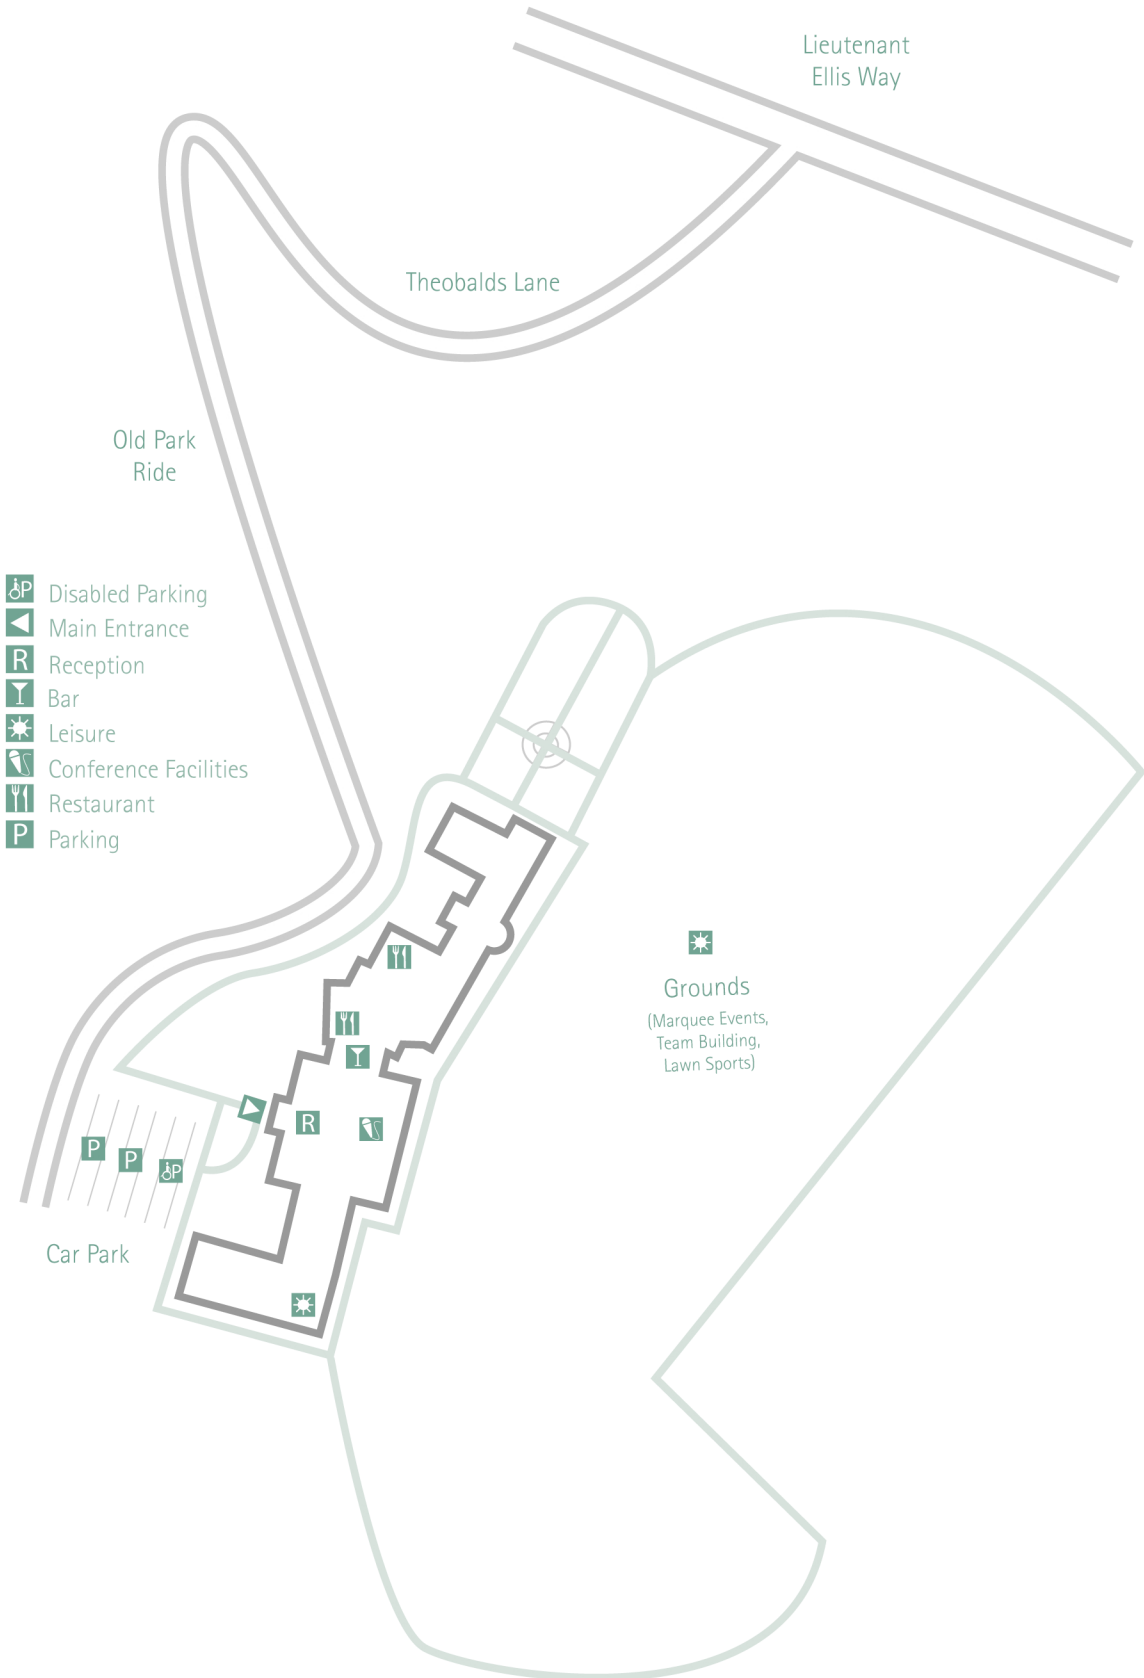 Lieutenant
Ellis Way
Theobalds Lane
Old Park
Ride
P Disabled Parking
Main Entrance
R Reception
Bar
Leisure
Conference Facilities
Restaurant
P Parking
Grounds
(Marquee Events,
Team Building,
Lawn Sports)
R
P
P
P
Car Park